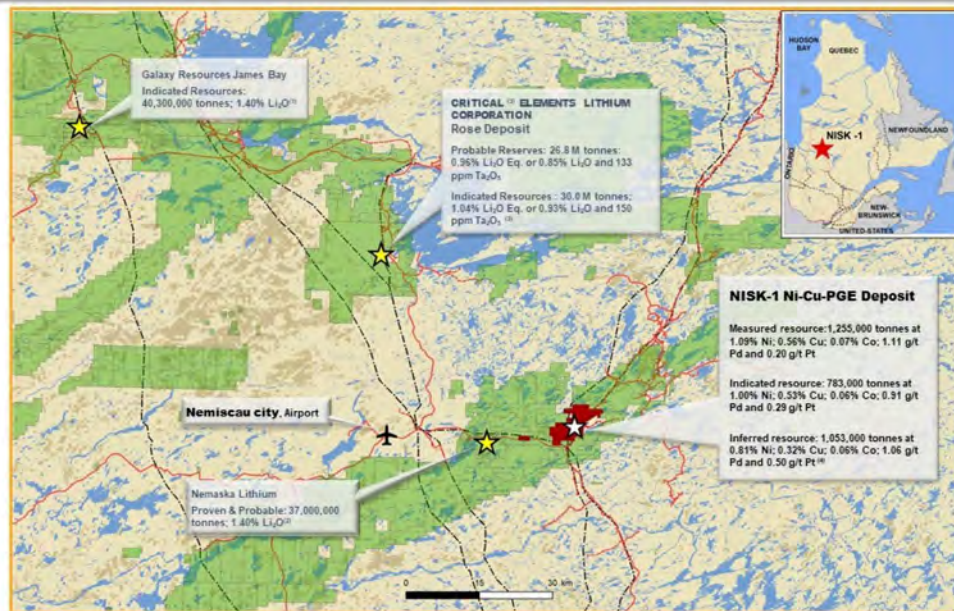 Galaxy Resources James Bay
Indicated Resources:
40,300,000 tonnes; 1.40% Li₂O⁽¹⁾
CRITICAL ⁽³⁾ ELEMENTS LITHIUM
CORPORATION
Rose Deposit
Probable Reserves: 26.8 M tonnes:
0.96% Li₂O Eq. or 0.85% Li₂O and 133
ppm Ta₂O₅
Indicated Resources : 30.0 M tonnes;
1.04% Li₂O Eq. or 0.93% Li₂O and 150
ppm Ta₂O₅ ⁽³⁾
HUDSON
BAY
QUEBEC
NEWFOUNDLAND
NISK -1
ONTARIO
NEW-
BRUNSWICK
UNITED-STATES
NISK-1 Ni-Cu-PGE Deposit
Measured resource:1,255,000 tonnes at
1.09% Ni; 0.56% Cu; 0.07% Co; 1.11 g/t
Pd and 0.20 g/t Pt
Indicated resource: 783,000 tonnes at
1.00% Ni; 0.53% Cu; 0.06% Co; 0.91 g/t
Pd and 0.29 g/t Pt
Inferred resource: 1,053,000 tonnes at
0.81% Ni; 0.32% Cu; 0.06% Co; 1.06 g/t
Pd and 0.50 g/t Pt ⁽⁴⁾
Nemiscau city, Airport
Nemaska Lithium
Proven & Probable: 37,000,000
tonnes; 1.40% Li₂O⁽²⁾
0 15 30 km